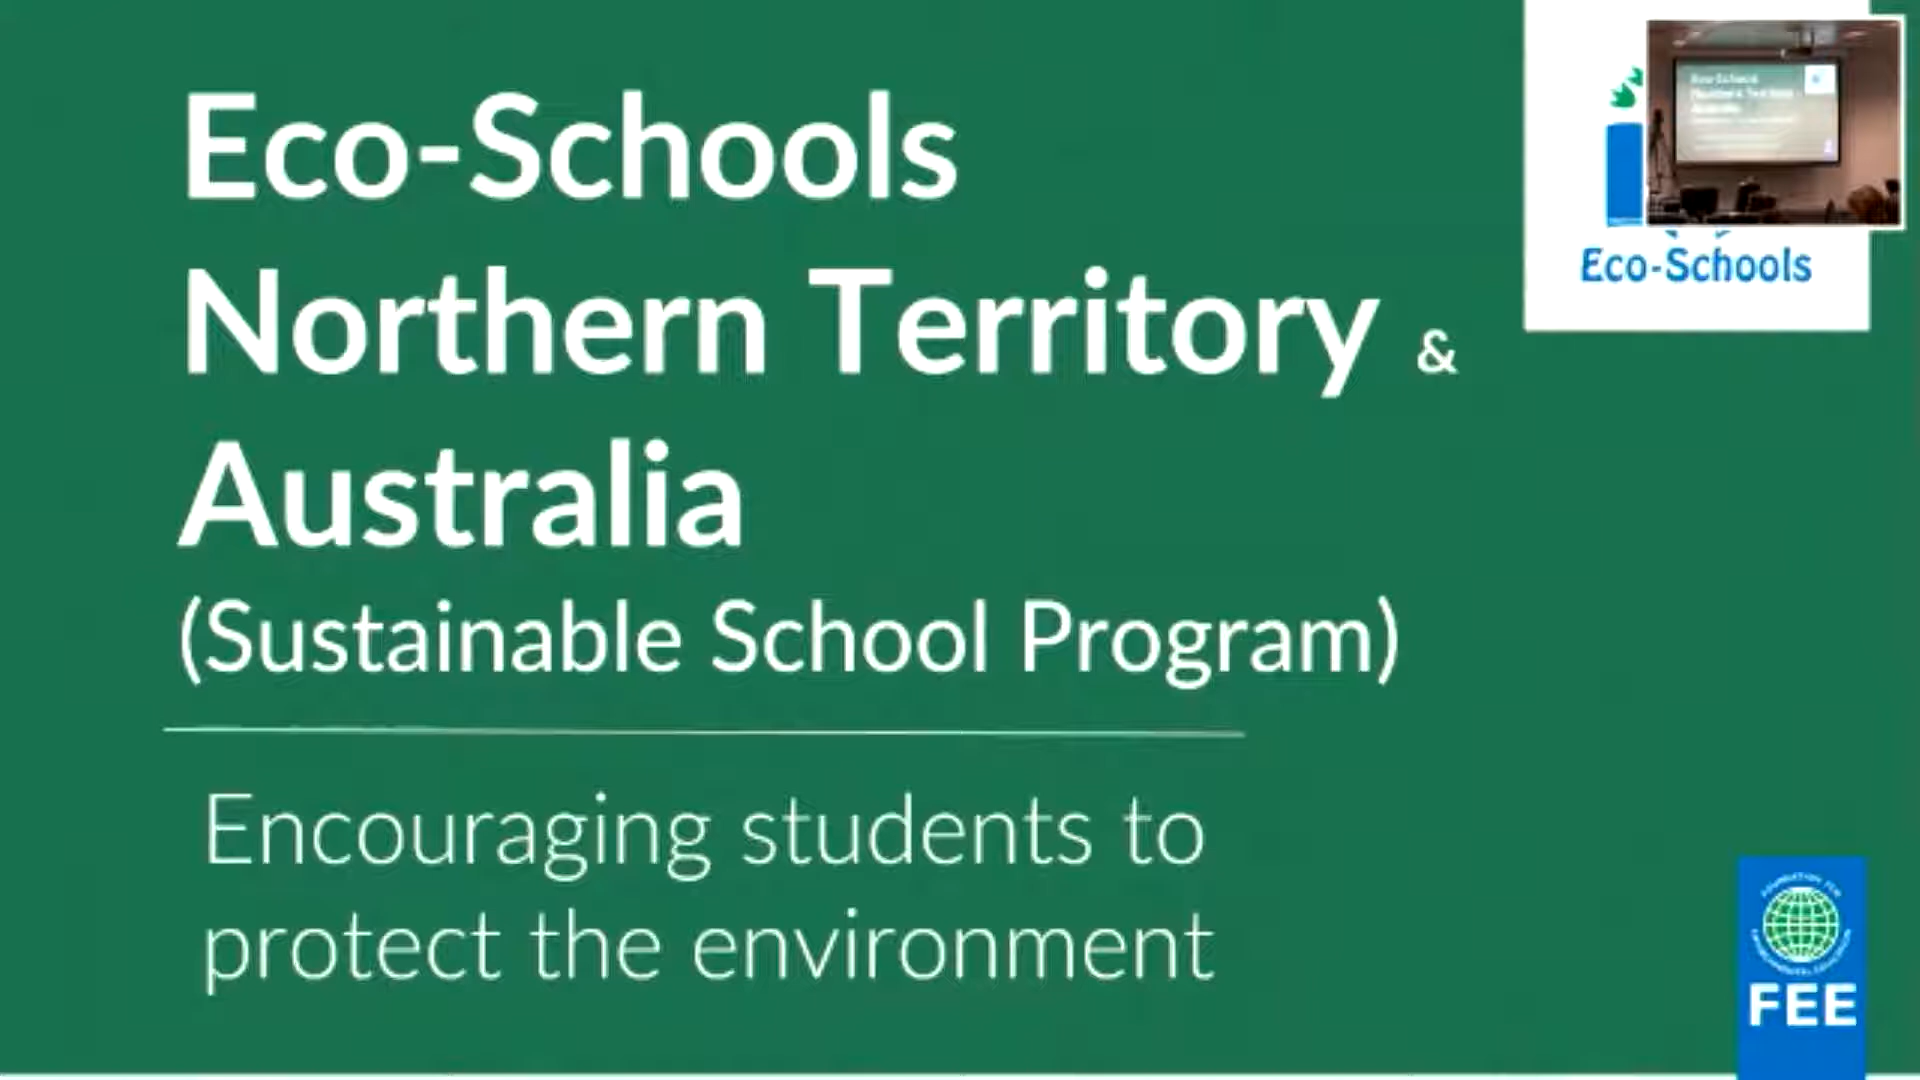 Eco-Schools
Northern Territory &
Australia
(Sustainable School Program)
Encouraging students to
protect the environment
Eco-Schools
FEE